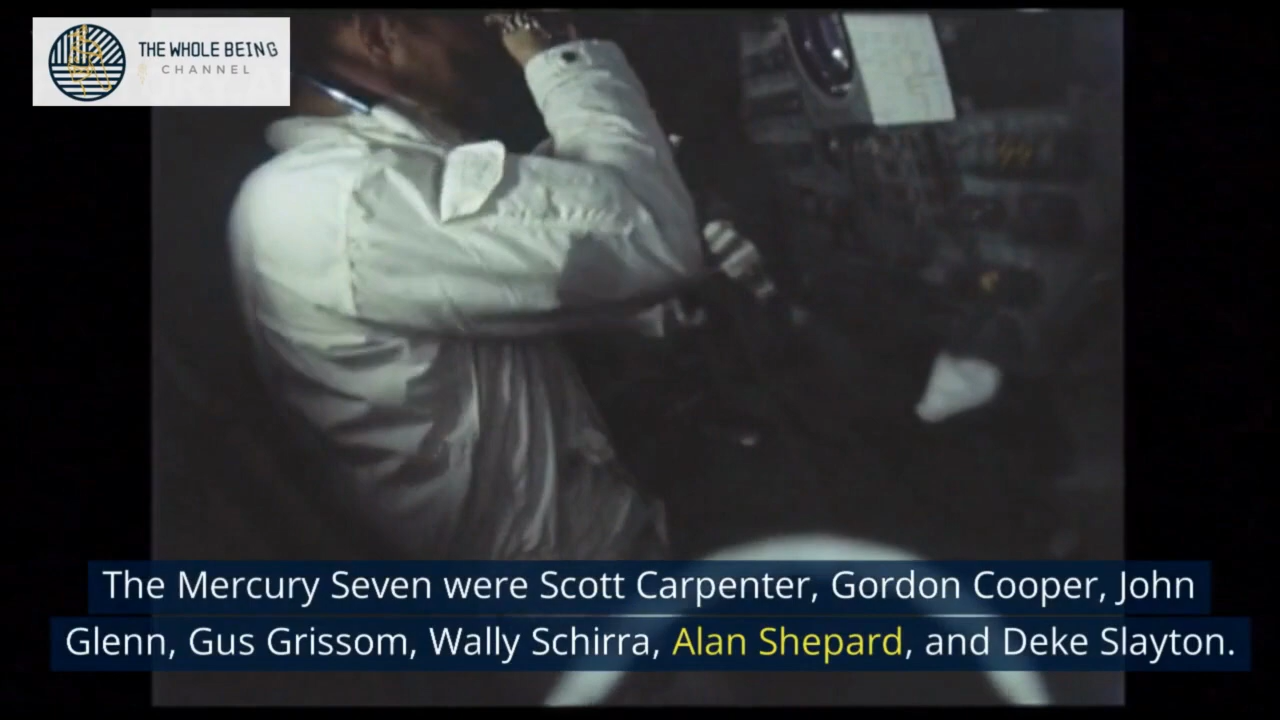 THE WHOLE BEING
CHANNEL
The Mercury Seven were Scott Carpenter, Gordon Cooper, John
Glenn, Gus Grissom, Wally Schirra, Alan Shepard, and Deke Slayton.